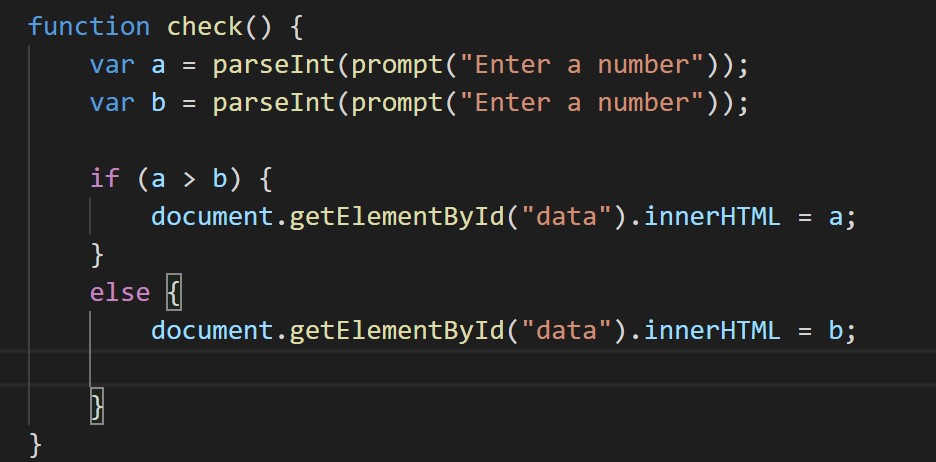 function check() {
    var a = parseInt(prompt("Enter a number"));
    var b = parseInt(prompt("Enter a number"));

    if (a > b) {
        document.getElementById("data").innerHTML = a;
    }
    else {
        document.getElementById("data").innerHTML = b;

    }
}